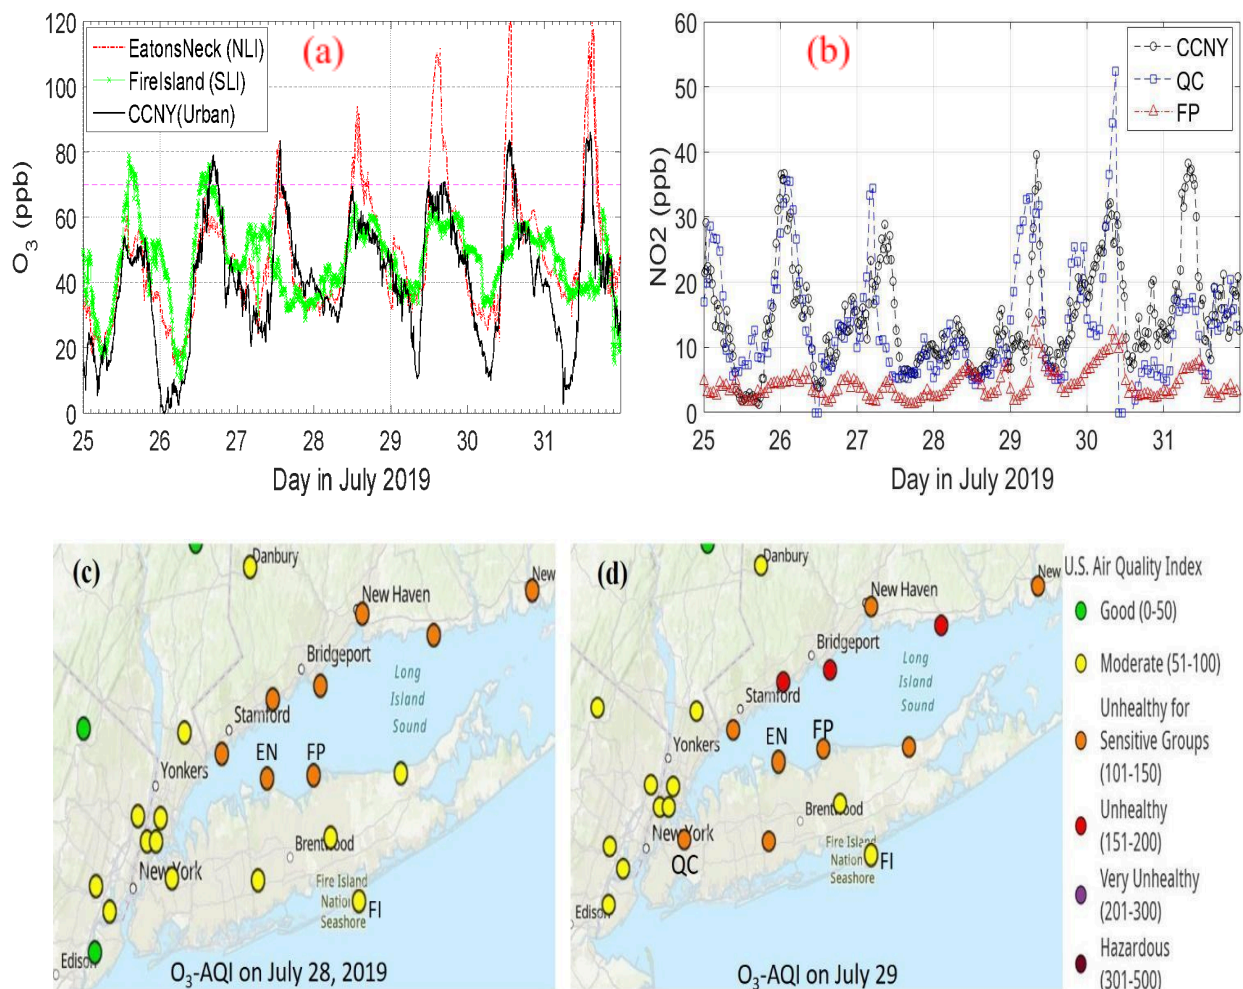 120
100
80
60
40
20
0
O3 (ppb)
EatonsNeck (NLI)
FireIsland (SLI)
CCNY(Urban)
(a)
25 26 27 28 29 30 31
Day in July 2019
60
50
40
30
20
10
0
NO2 (ppb)
(b)
CCNY
QC
FP
25 26 27 28 29 30 31
Day in July 2019
(c)
Danbury
New Haven
New
Bridgeport
Long
Island
Sound
Stamford
EN
FP
Yonkers
New York
Brentwood
Fire Island
Nation
Seashore
FI
Edison
O3-AQI on July 28, 2019
(d)
Danbury
New Haven
New
Bridgeport
Long
Island
Sound
Stamford
EN
FP
Yonkers
Brentwood
New York
QC
Fire Island
Nation
Seashore
FI
Edison
O3-AQI on July 29
U.S. Air Quality Index
Good (0-50)
Moderate (51-100)
Unhealthy for
Sensitive Groups
(101-150)
Unhealthy
(151-200)
Very Unhealthy
(201-300)
Hazardous
(301-500)